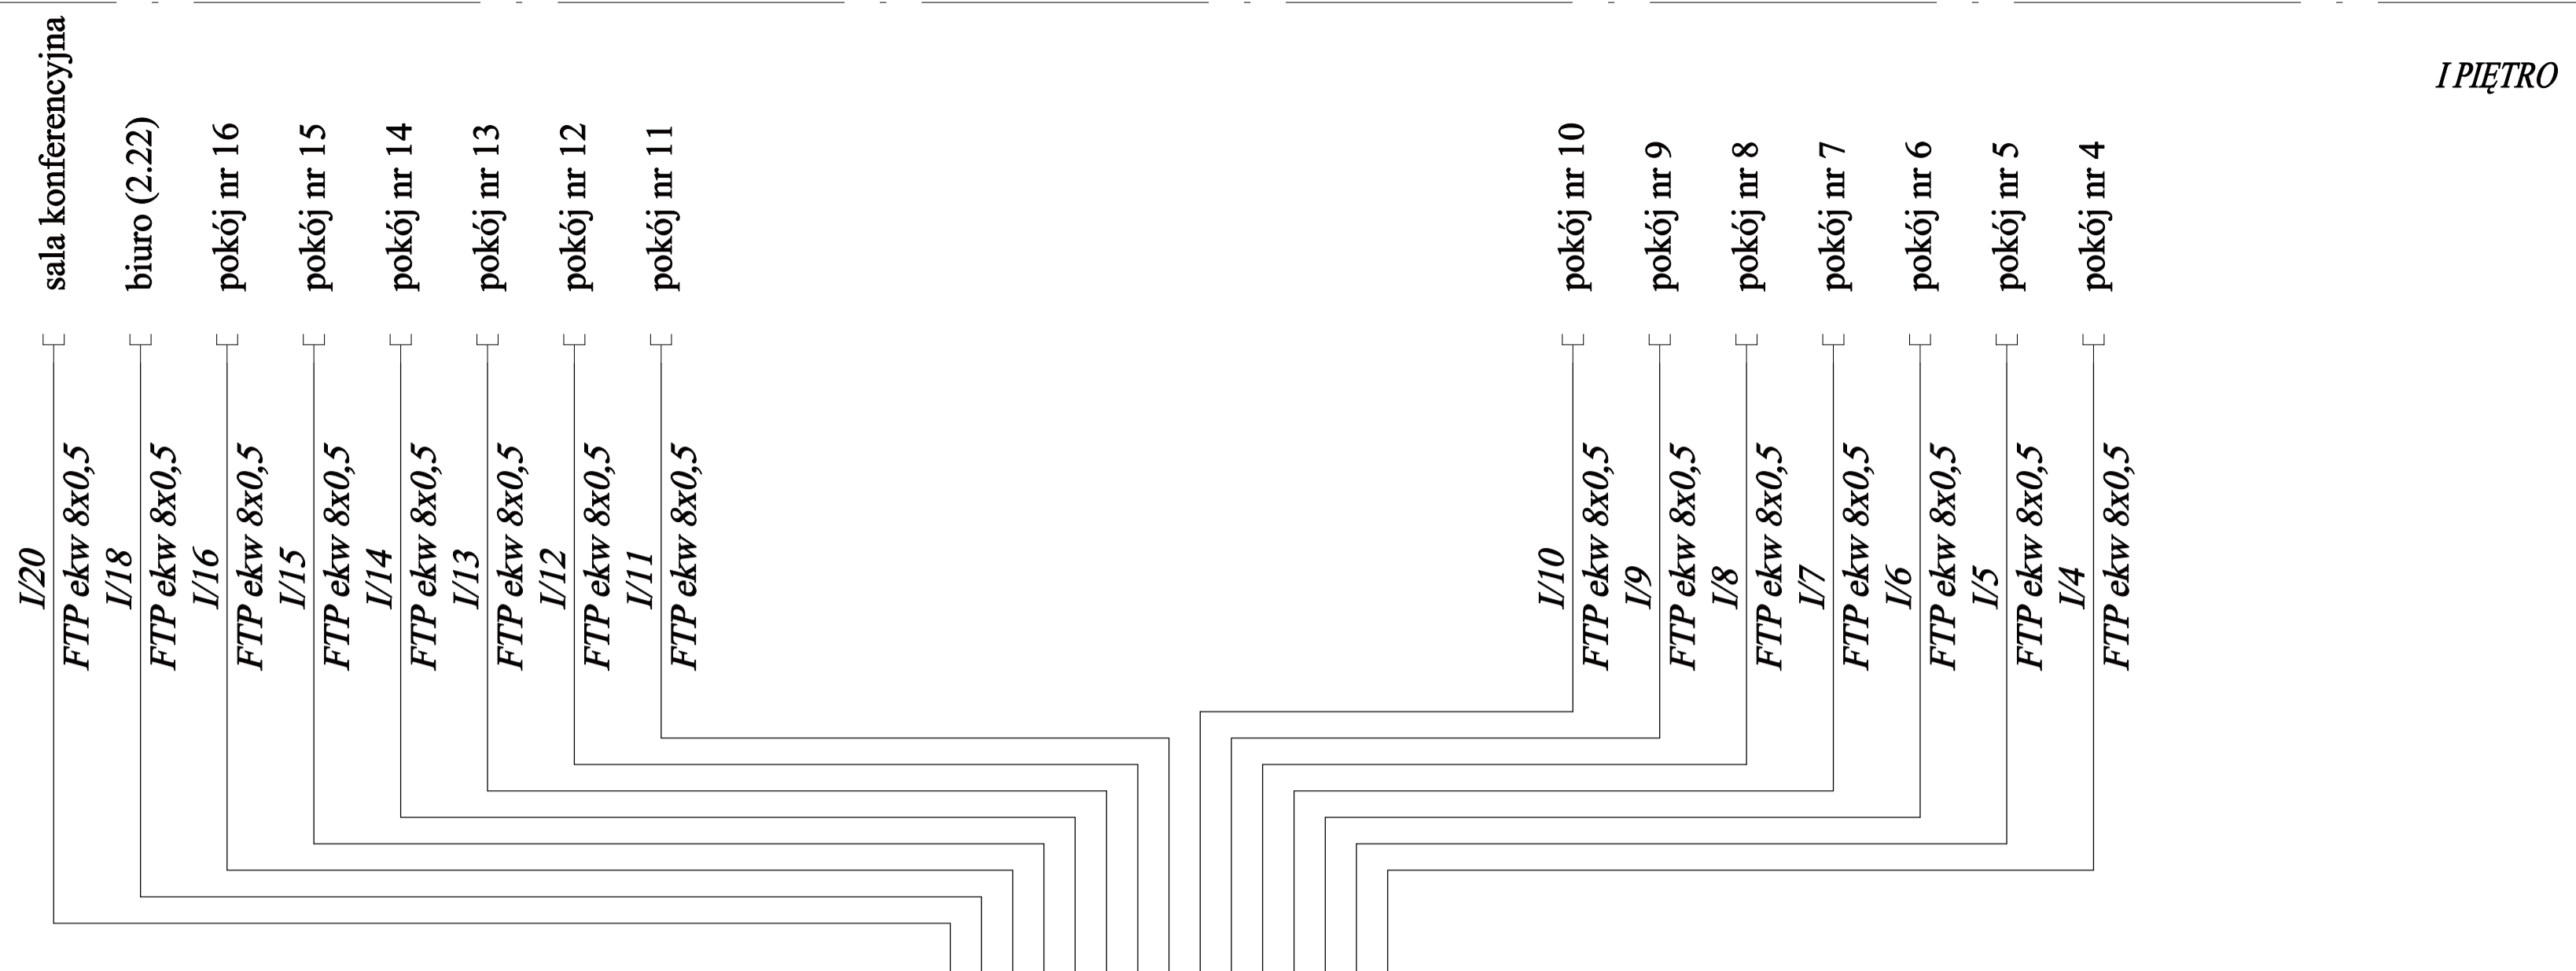 I PIĘTRO
sala konferencyjna
biuro (2.22)
pokój nr 16
pokój nr 15
pokój nr 14
pokój nr 13
pokój nr 12
pokój nr 11
pokój nr 10
pokój nr 9
pokój nr 8
pokój nr 7
pokój nr 6
pokój nr 5
pokój nr 4
I/20
FTP ekw 8x0,5
I/18
FTP ekw 8x0,5
I/16
FTP ekw 8x0,5
I/15
FTP ekw 8x0,5
I/14
FTP ekw 8x0,5
I/13
FTP ekw 8x0,5
I/12
FTP ekw 8x0,5
I/11
FTP ekw 8x0,5
I/10
FTP ekw 8x0,5
I/9
FTP ekw 8x0,5
I/8
FTP ekw 8x0,5
I/7
FTP ekw 8x0,5
I/6
FTP ekw 8x0,5
I/5
FTP ekw 8x0,5
I/4
FTP ekw 8x0,5